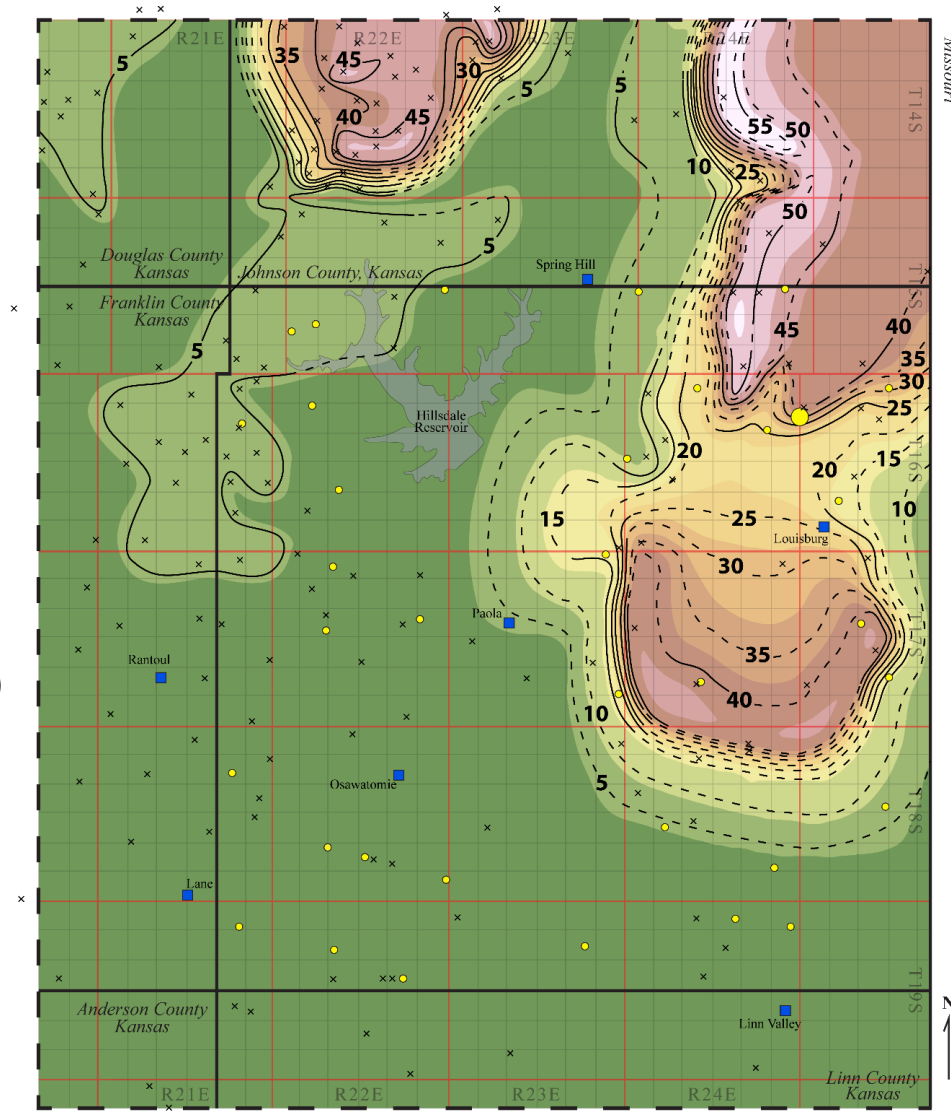 R21E
R22E
R23E
R24E
Missouri
5
35
45
30
5
5
40
45
10
55
50
25
50
T14S
5
Douglas County
Kansas
Johnson County, Kansas
Spring Hill
T15S
Franklin County
Kansas
5
45
40
35
30
25
Hillsdale
Reservoir
20
20
15
10
T16S
15
25
Louisburg
30
Paola
T17S
35
Rantoul
40
10
Osawatomie
5
T18S
Lane
T19S
N
Anderson County
Kansas
Linn Valley
Linn County
Kansas
R21E
R22E
R23E
R24E